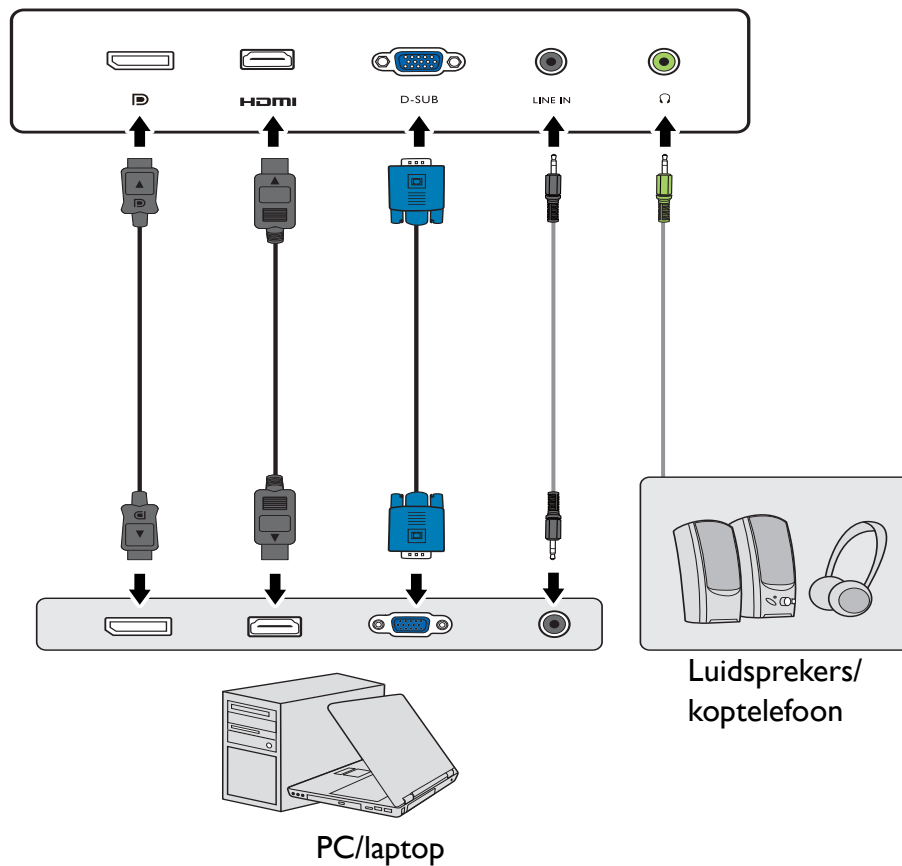 HDMI
D-SUB
LINE IN
Luidsprekers/
koptelefoon
PC/laptop